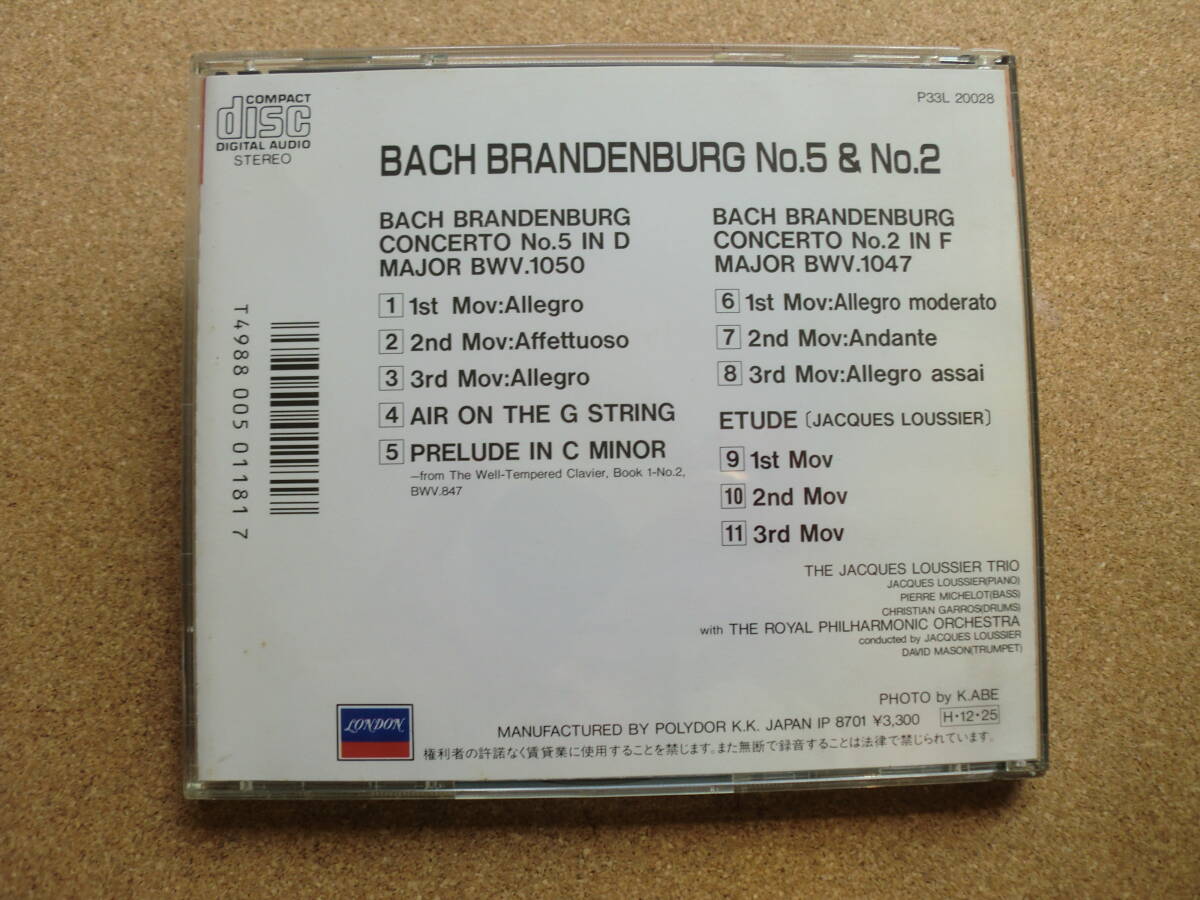 COMPACT
disc
DIGITAL AUDIO
STEREO
P33L 20028
BACH BRANDENBURG No.5 & No.2
BACH BRANDENBURG
CONCERTO No.5 IN D
MAJOR BWV.1050
1 1st Mov:Allegro
2 2nd Mov:Affettuoso
3 3rd Mov:Allegro
4 AIR ON THE G STRING
5 PRELUDE IN C MINOR
—from The Well-Tempered Clavier, Book 1-No.2,
BWV.847
BACH BRANDENBURG
CONCERTO No.2 IN F
MAJOR BWV.1047
6 1st Mov:Allegro moderato
7 2nd Mov:Andante
8 3rd Mov:Allegro assai
ETUDE〔JACQUES LOUSSIER〕
9 1st Mov
10 2nd Mov
11 3rd Mov
T4988 005 011817
THE JACQUES LOUSSIER TRIO
JACQUES LOUSSIER(PIANO)
PIERRE MICHELOT(BASS)
CHRISTIAN GARROS(DRUMS)
with THE ROYAL PHILHARMONIC ORCHESTRA
conducted by JACQUES LOUSSIER
DAVID MASON(TRUMPET)
PHOTO by K.ABE
LONDON
MANUFACTURED BY POLYDOR K.K. JAPAN IP 8701 ¥3,300 H・12・25
権利者の許諾なく賃貸業に使用することを禁じます。また無断で録音することは法律で禁じられています。